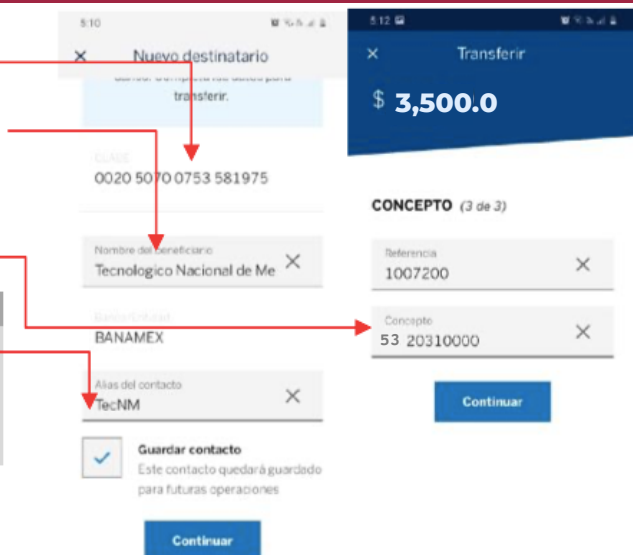 5:10
Nuevo destinatario
transferir.
CLABE
0020 5070 0753 581975
Nombre del beneficiario
Tecnologico Nacional de Me
BANAMEX
Alias del contacto
TecNM
Guardar contacto
Este contacto quedará guardado
para futuras operaciones
Continuar
5:12
Transferir
$ 3,500.0
CONCEPTO (3 de 3)
Referencia
1007200
Concepto
53 20310000
Continuar